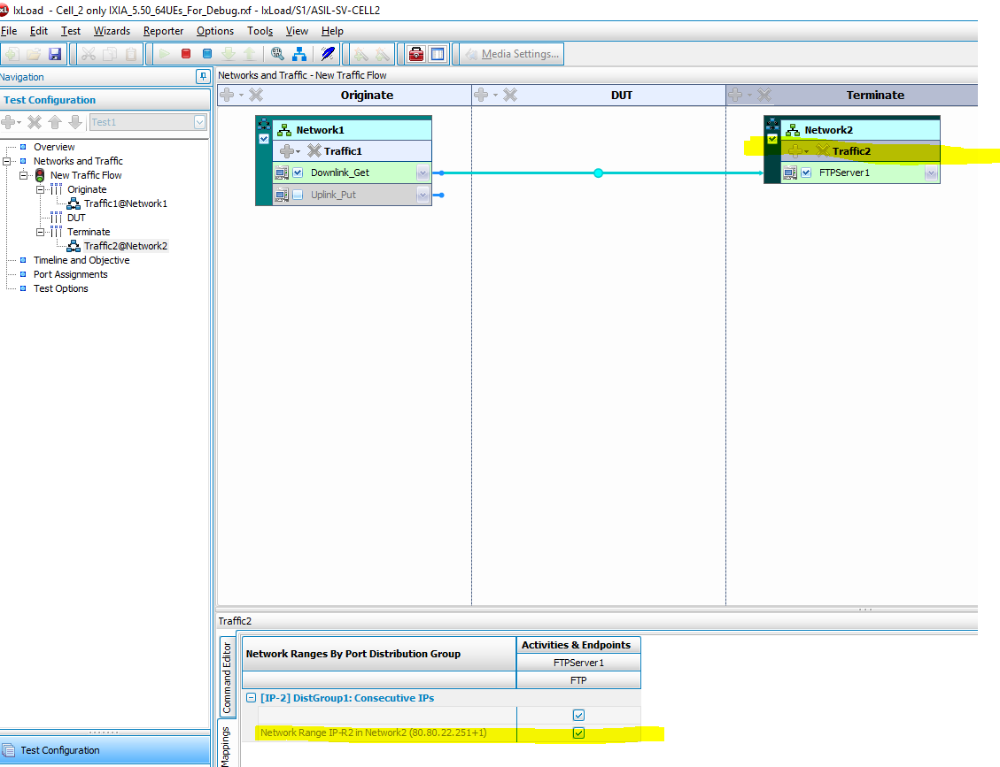 IxL IxLoad - Cell_2 only IXIA_5.50_64UEs_For_Debug.rxf - IxLoad/S1/ASIL-SV-CELL2
File Edit Test Wizards Reporter Options Tools View Help
Media Settings...
Navigation
Networks and Traffic - New Traffic Flow
Test Configuration
Test1
Originate
DUT
Terminate
Overview
Networks and Traffic
New Traffic Flow
Originate
Traffic1@Network1
DUT
Terminate
Traffic2@Network2
Timeline and Objective
Port Assignments
Test Options
Network1
Traffic1
Downlink_Get
Uplink_Put
Network2
Traffic2
FTPServer1
Traffic2
Command Editor
Mappings
Network Ranges By Port Distribution Group
Activities & Endpoints
FTPServer1
FTP
[IP-2] DistGroup1: Consecutive IPs
Network Range IP-R2 in Network2 (80.80.22.251+1)
Test Configuration